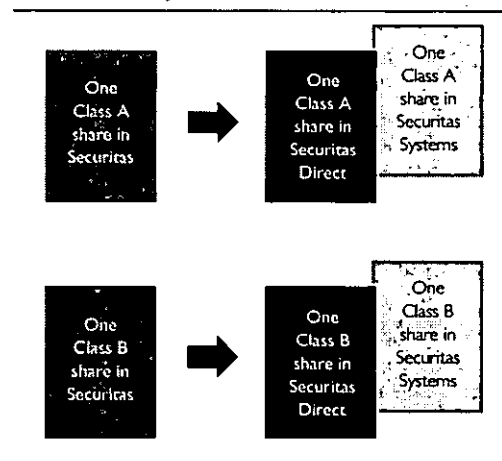 One
Class A
share in
Securitas
One
Class A
share in
Securitas
Direct
One
Class A
share in
Securitas
Systems
One
Class B
share in
Securitas
One
Class B
share in
Securitas
Direct
One
Class B
share in
Securitas
Systems